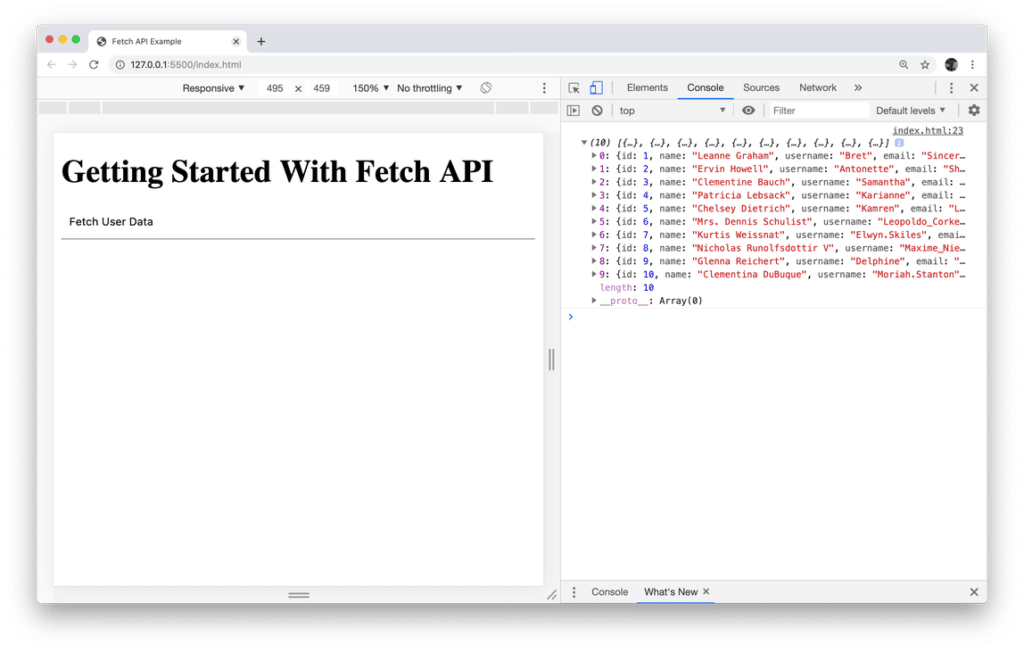 Fetch API Example
127.0.0.1:5500/index.html
Responsive 495 x 459 150% No throttling
Elements Console Sources Network »
top Filter Default levels
Getting Started With Fetch API
Fetch User Data
index.html:23
(10) [{…}, {…}, {…}, {…}, {…}, {…}, {…}, {…}, {…}, {…}]
0: {id: 1, name: "Leanne Graham", username: "Bret", email: "Sincer…
1: {id: 2, name: "Ervin Howell", username: "Antonette", email: "Sh…
2: {id: 3, name: "Clementine Bauch", username: "Samantha", email: …
3: {id: 4, name: "Patricia Lebsack", username: "Karianne", email: …
4: {id: 5, name: "Chelsey Dietrich", username: "Kamren", email: "L…
5: {id: 6, name: "Mrs. Dennis Schulist", username: "Leopoldo_Corke…
6: {id: 7, name: "Kurtis Weissnat", username: "Elwyn.Skiles", emai…
7: {id: 8, name: "Nicholas Runolfsdottir V", username: "Maxime_Nie…
8: {id: 9, name: "Glenna Reichert", username: "Delphine", email: "…
9: {id: 10, name: "Clementina DuBuque", username: "Moriah.Stanton"…
length: 10
__proto__: Array(0)
Console What's New